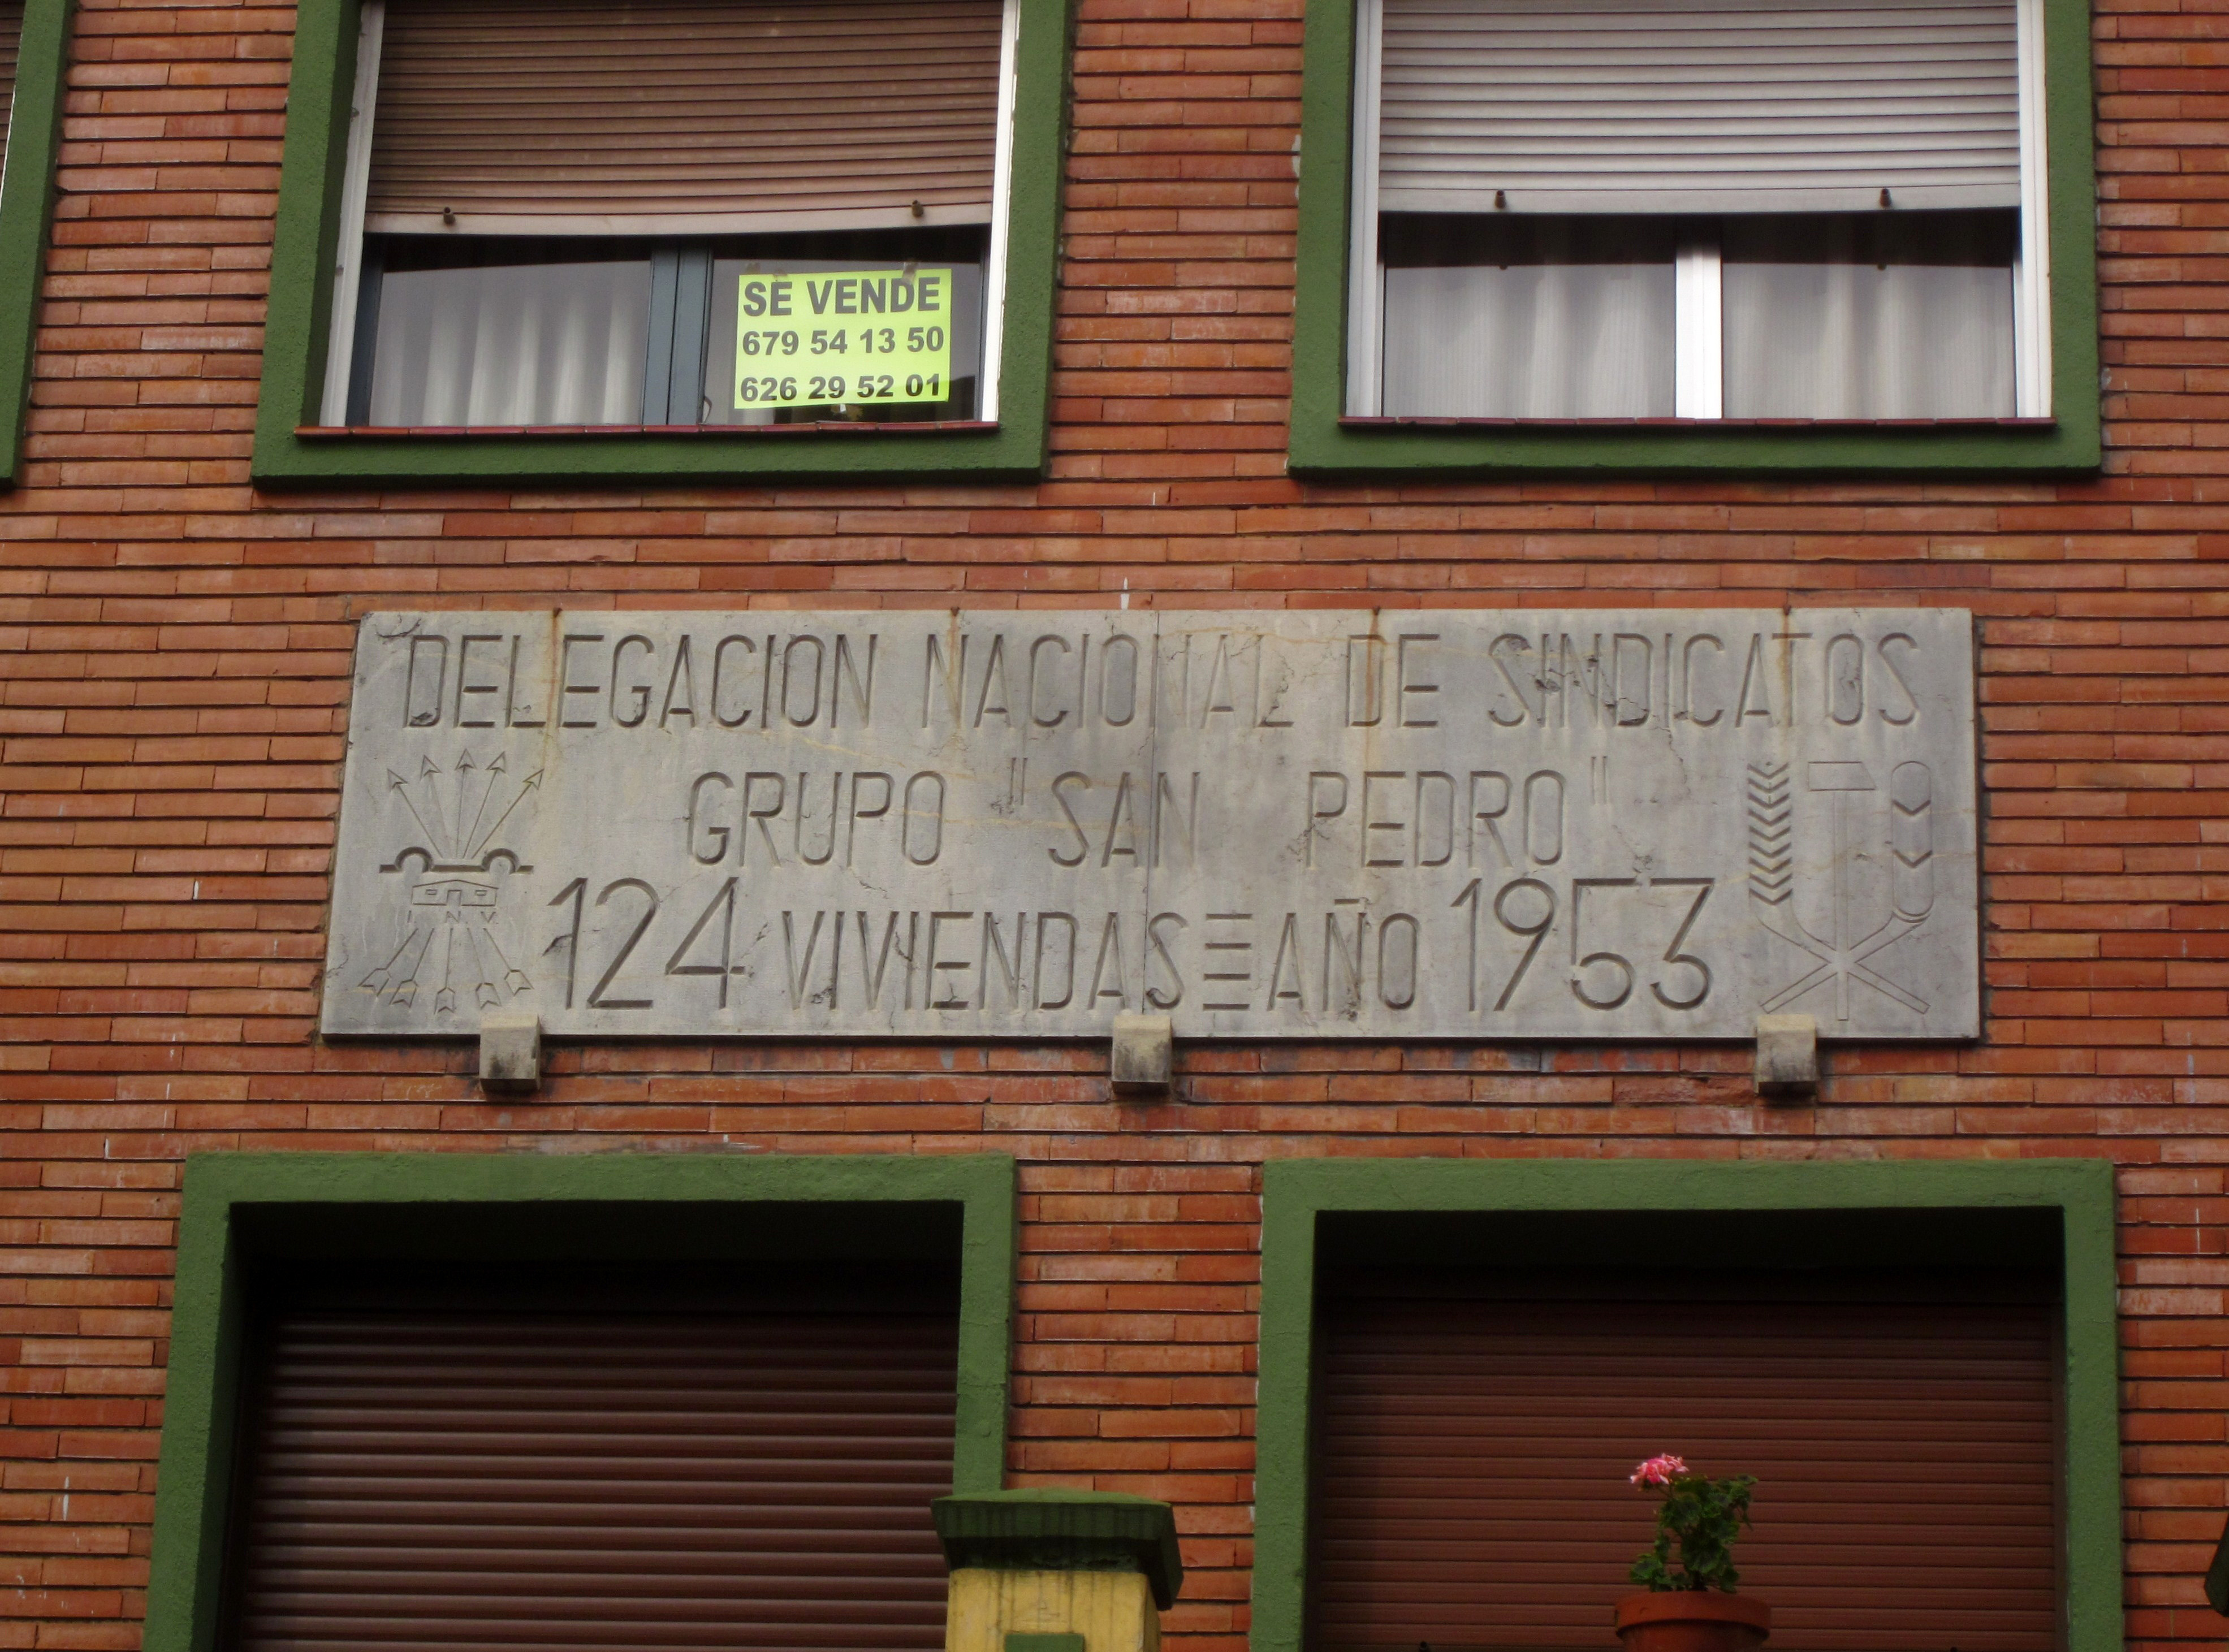 SE VENDE
679 54 13 50
626 29 52 01
DELEGACION NACIONAL DE SINDICATOS
GRUPO "SAN PEDRO"
I N V
124 VIVIENDAS AÑO 1953